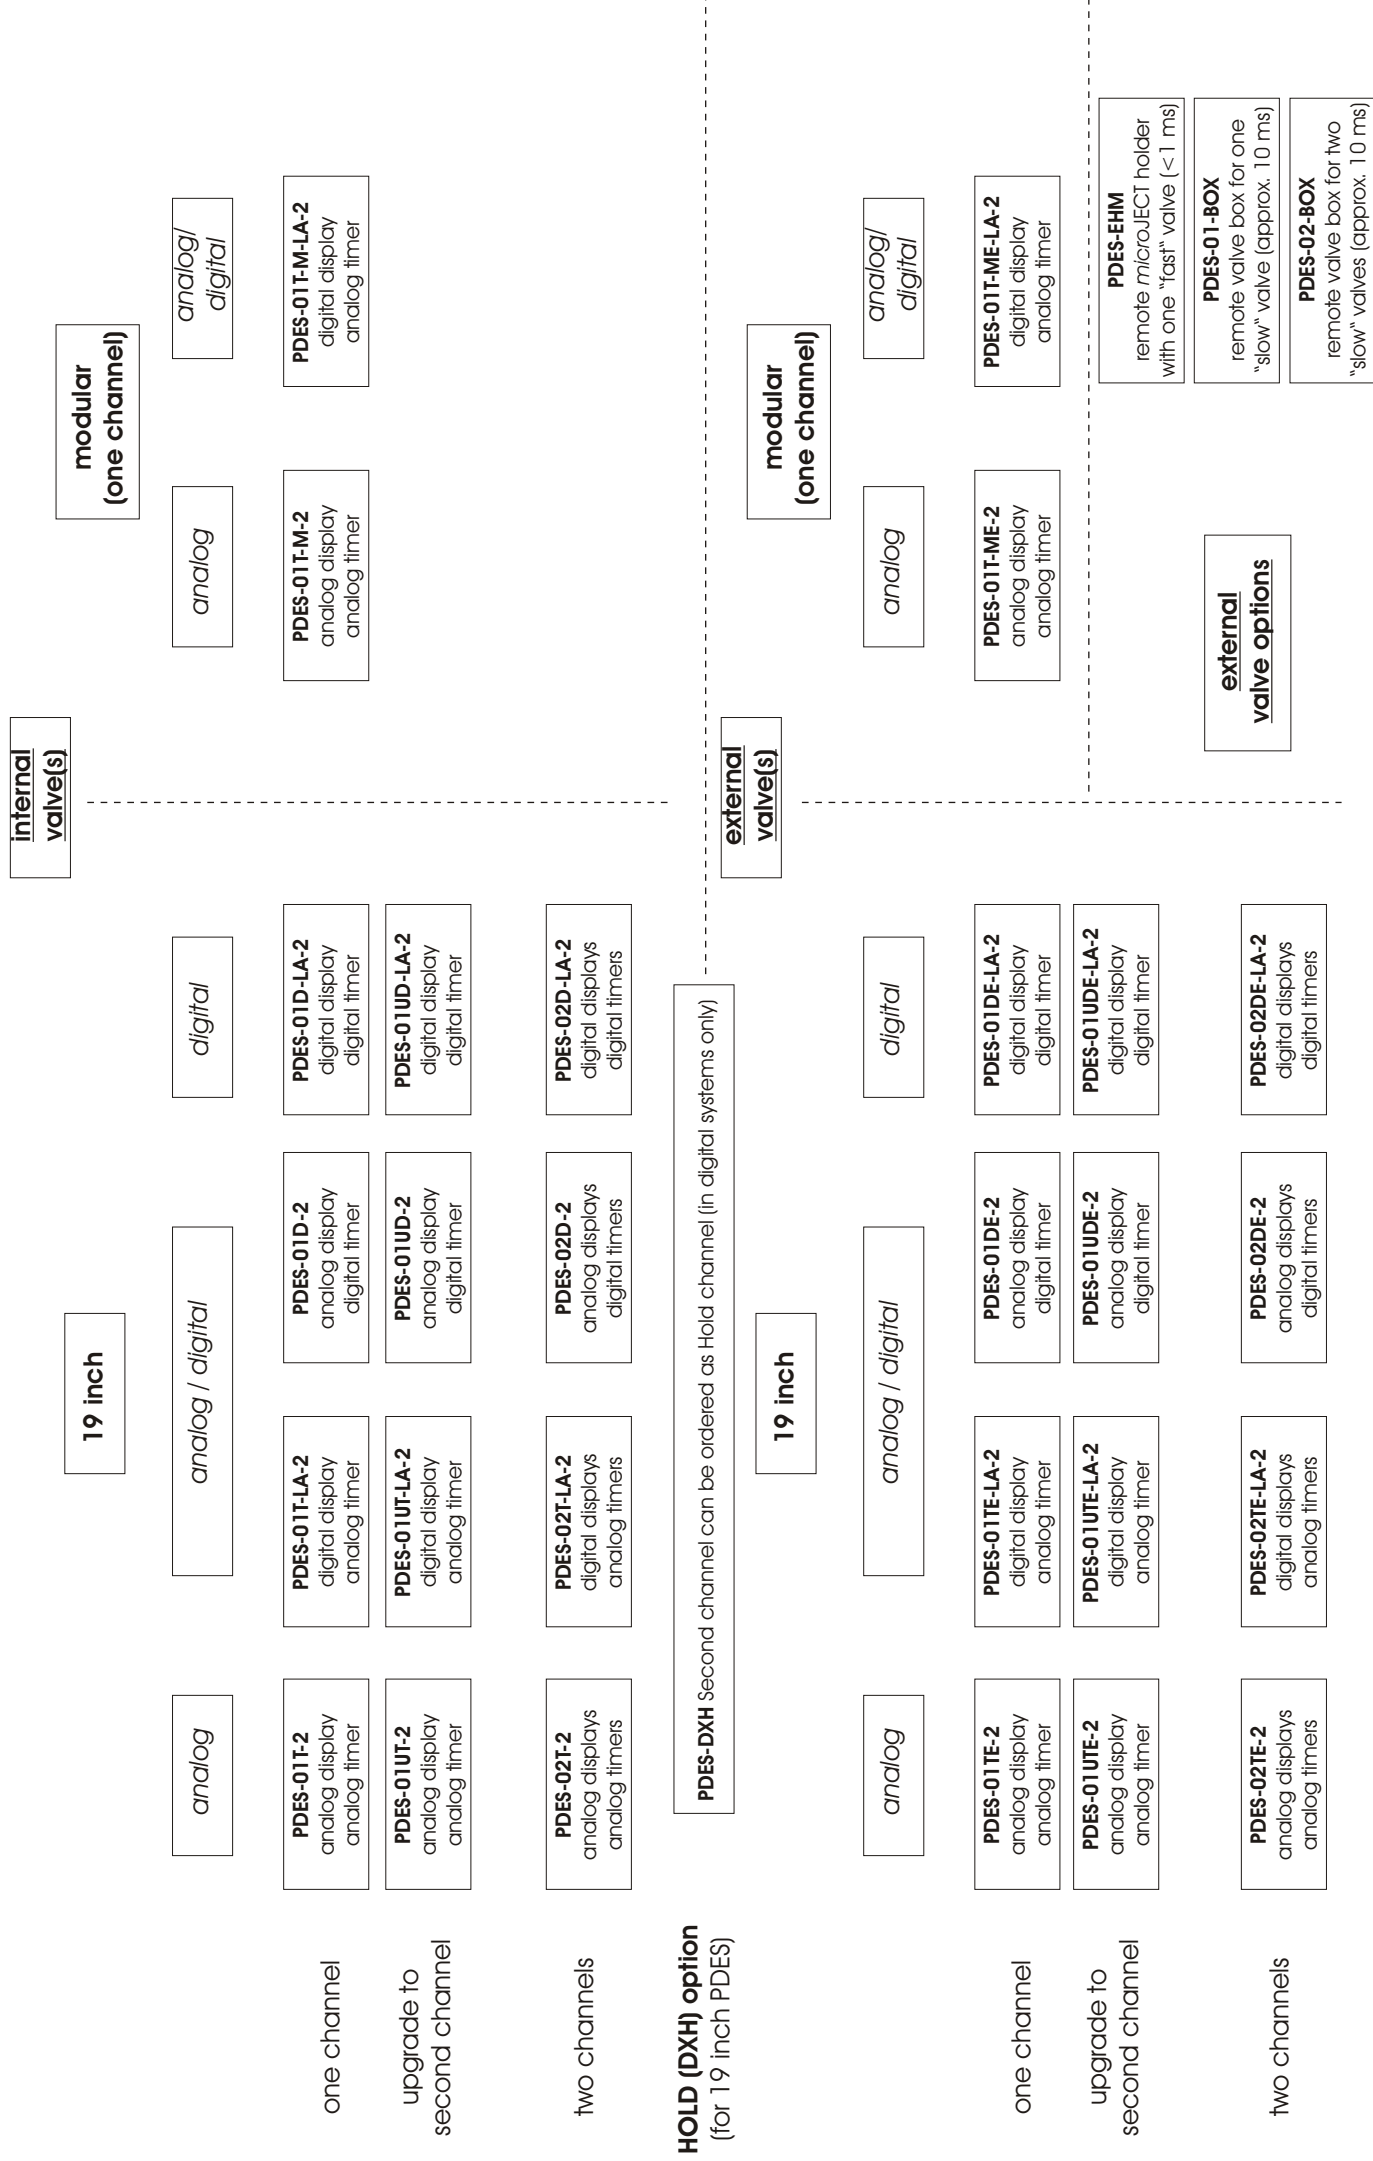 internal
valve(s)
19 inch
modular
(one channel)
analog
analog / digital
digital
analog
analog/
digital
one channel
PDES-01T-2
analog display
analog timer
PDES-01T-LA-2
digital display
analog timer
PDES-01D-2
analog display
digital timer
PDES-01D-LA-2
digital display
digital timer
PDES-01T-M-2
analog display
analog timer
PDES-01T-M-LA-2
digital display
analog timer
upgrade to
second channel
PDES-01UT-2
analog display
analog timer
PDES-01UT-LA-2
digital display
analog timer
PDES-01UD-2
analog display
digital timer
PDES-01UD-LA-2
digital display
digital timer
two channels
PDES-02T-2
analog displays
analog timers
PDES-02T-LA-2
digital displays
analog timers
PDES-02D-2
analog displays
digital timers
PDES-02D-LA-2
digital displays
digital timers
HOLD (DXH) option
(for 19 inch PDES)
PDES-DXH Second channel can be ordered as Hold channel (in digital systems only)
external
valve(s)
19 inch
modular
(one channel)
analog
analog / digital
digital
analog
analog/
digital
one channel
PDES-01TE-2
analog display
analog timer
PDES-01TE-LA-2
digital display
analog timer
PDES-01DE-2
analog display
digital timer
PDES-01DE-LA-2
digital display
digital timer
PDES-01T-ME-2
analog display
analog timer
PDES-01T-ME-LA-2
digital display
analog timer
upgrade to
second channel
PDES-01UTE-2
analog display
analog timer
PDES-01UTE-LA-2
digital display
analog timer
PDES-01UDE-2
analog display
digital timer
PDES-01UDE-LA-2
digital display
digital timer
two channels
PDES-02TE-2
analog displays
analog timers
PDES-02TE-LA-2
digital displays
analog timers
PDES-02DE-2
analog displays
digital timers
PDES-02DE-LA-2
digital displays
digital timers
external
valve options
PDES-EHM
remote microJECT holder
with one “fast“ valve (<1 ms)
PDES-01-BOX
remote valve box for one
“slow“ valve (approx. 10 ms)
PDES-02-BOX
remote valve box for two
“slow“ valves (approx. 10 ms)